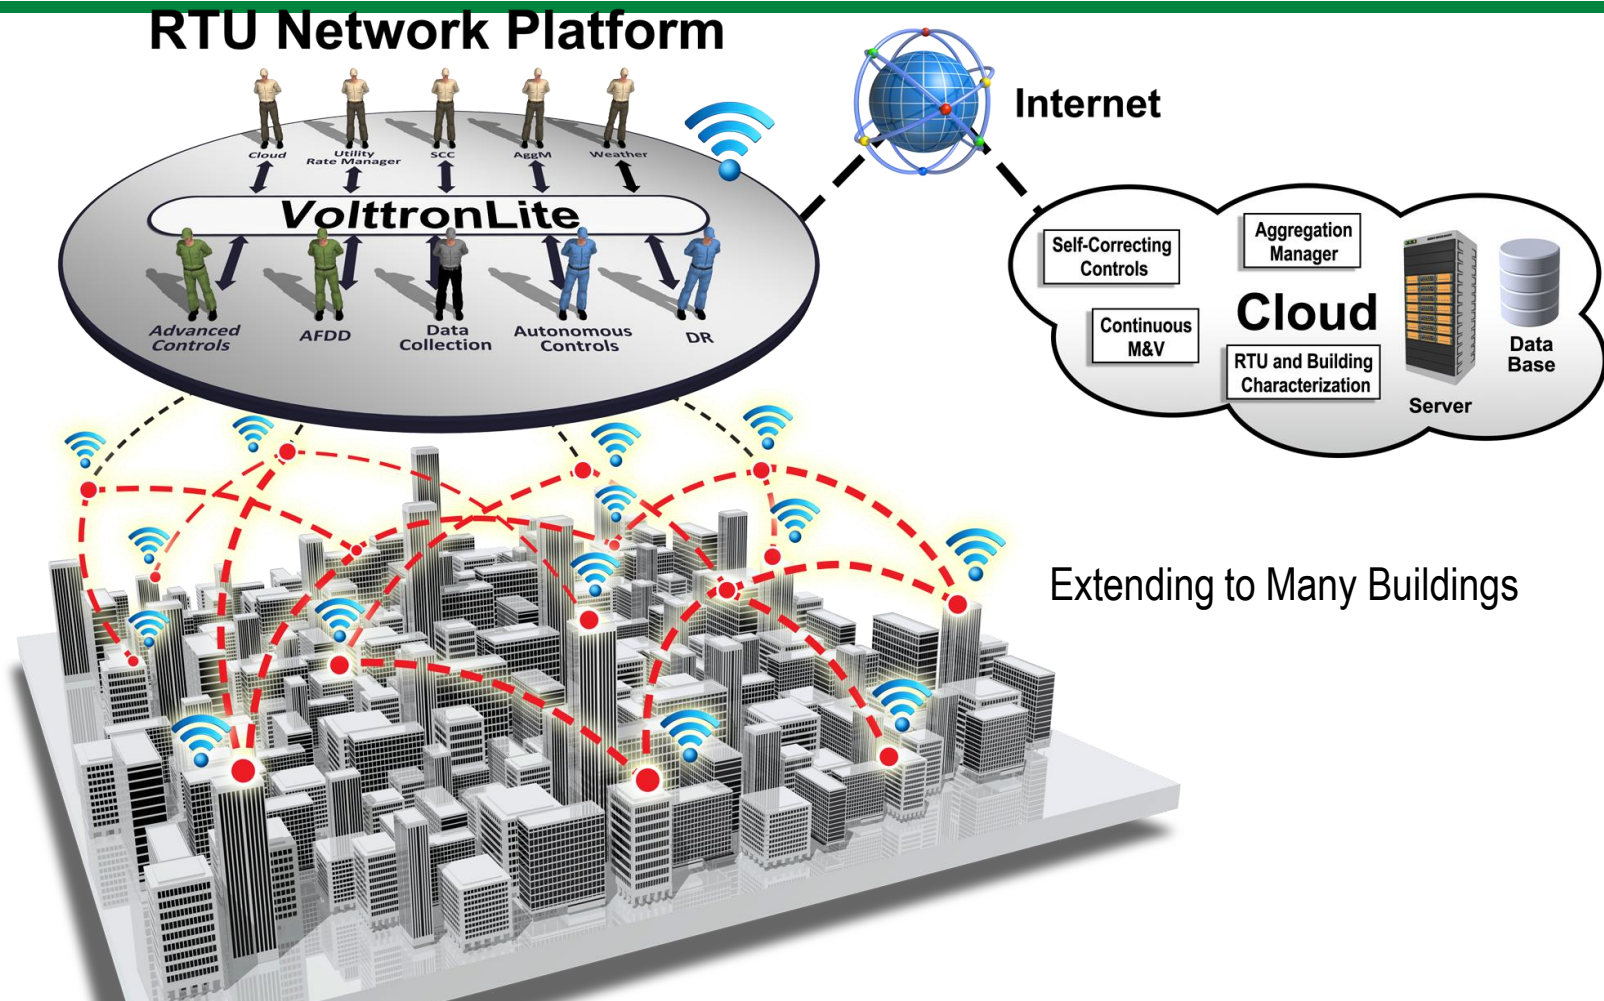 RTU Network Platform
Cloud
Utility
Rate Manager
SCC
AggM
Weather
VolttronLite
Advanced
Controls
AFDD
Data
Collection
Autonomous
Controls
DR
Internet
Self-Correcting
Controls
Aggregation
Manager
Cloud
Continuous
M&V
RTU and Building
Characterization
Server
Data
Base
Extending to Many Buildings